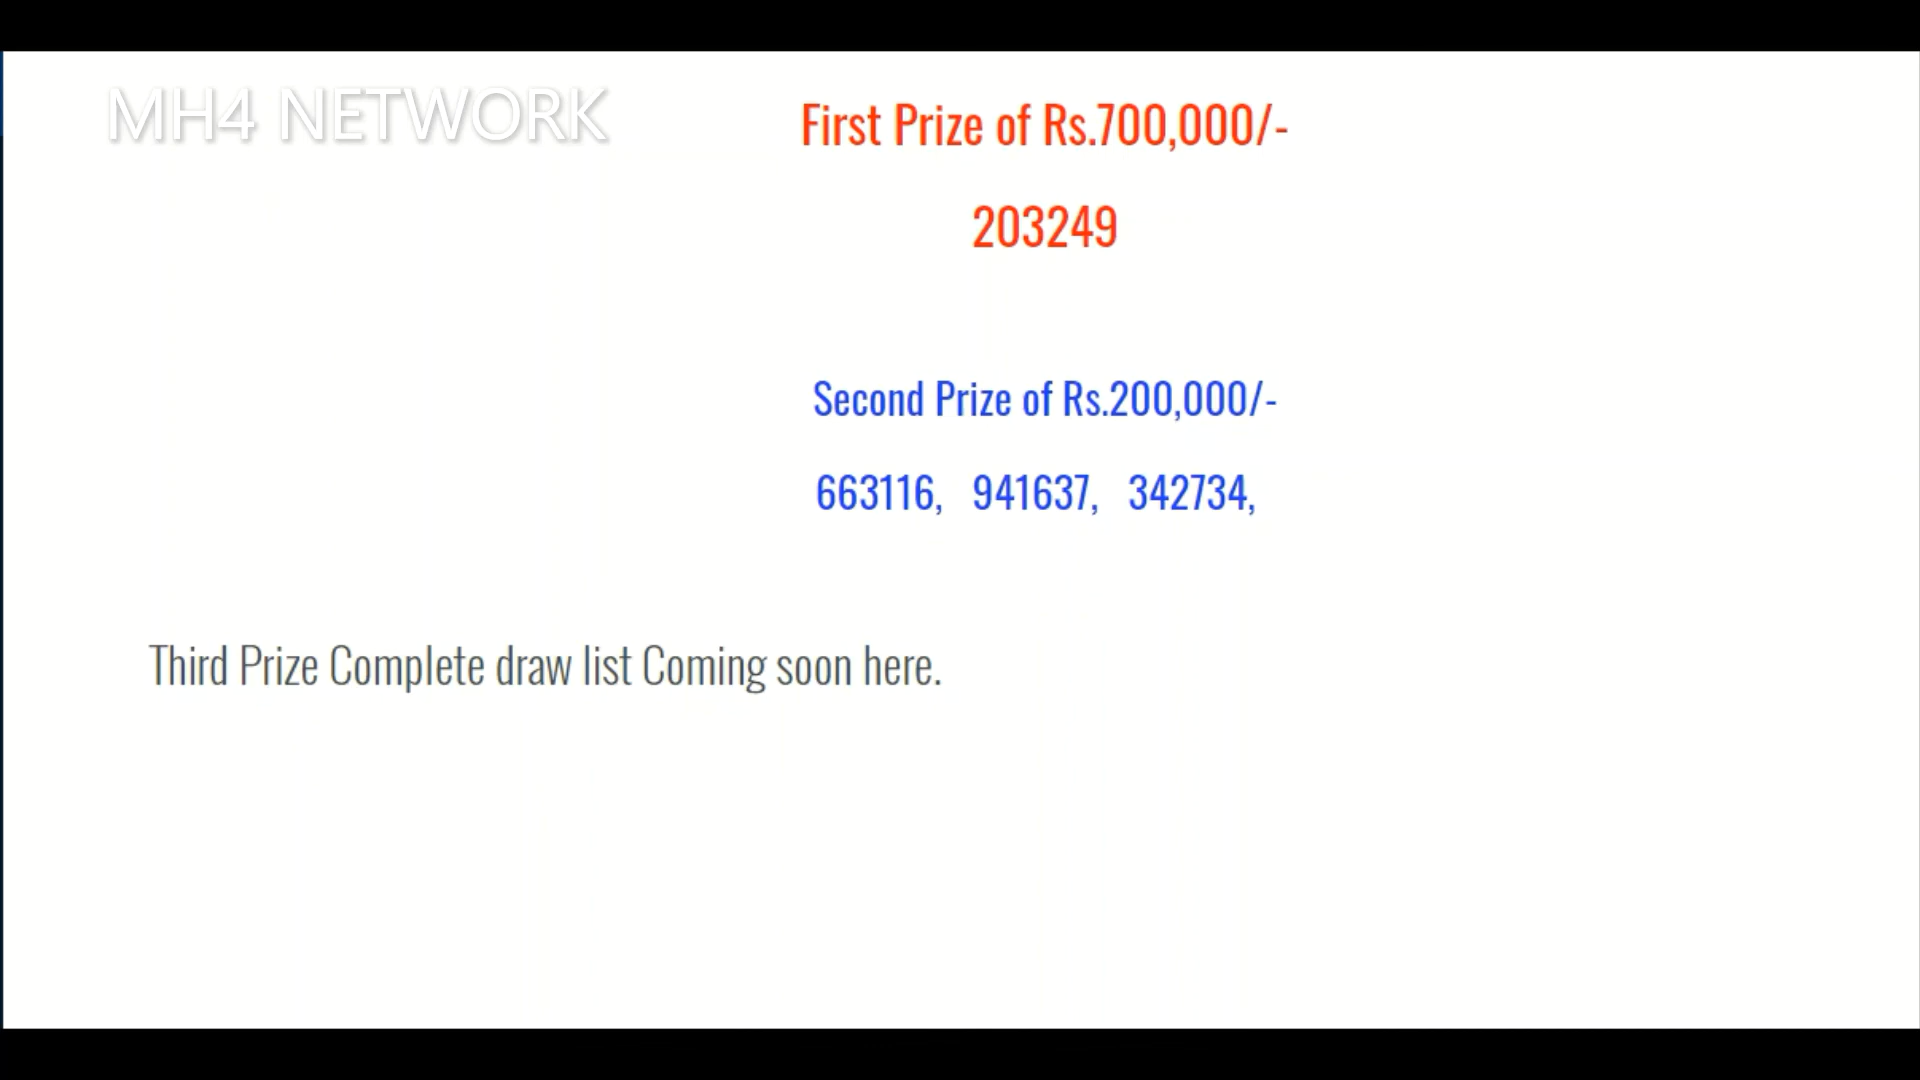 MH4 NETWORK
First Prize of Rs.700,000/-
203249
Second Prize of Rs.200,000/-
663116, 941637, 342734,
Third Prize Complete draw list Coming soon here.